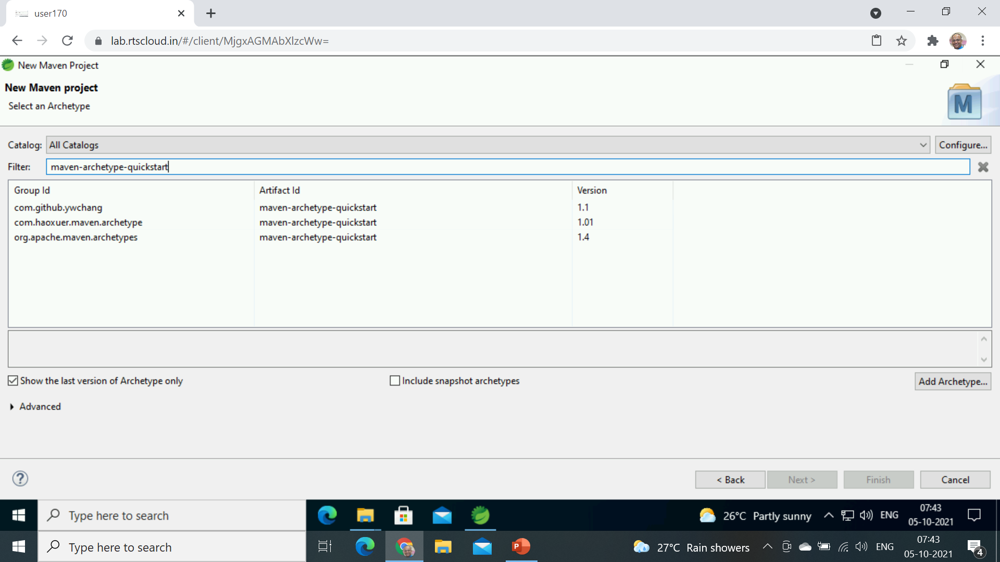 user170
lab.rtscloud.in/#/client/MjgxAGMAbXlzcWw=
New Maven Project
New Maven project
Select an Archetype
M
Catalog: All Catalogs Configure...
Filter: maven-archetype-quickstart
Group Id Artifact Id Version
com.github.ywchang maven-archetype-quickstart 1.1
com.haoxuer.maven.archetype maven-archetype-quickstart 1.01
org.apache.maven.archetypes maven-archetype-quickstart 1.4
Show the last version of Archetype only Include snapshot archetypes Add Archetype...
Advanced
< Back Next > Finish Cancel
Type here to search 26°C Partly sunny ENG 07:43
05-10-2021
Type here to search P 27°C Rain showers ENG 07:43
05-10-2021 4